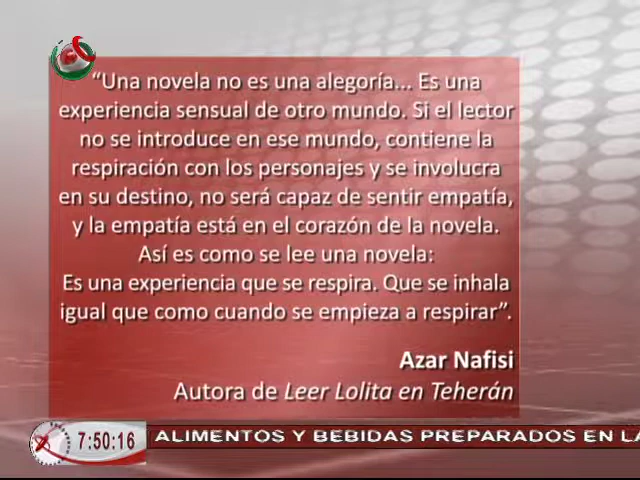 “Una novela no es una alegoría... Es una
experiencia sensual de otro mundo. Si el lector
no se introduce en ese mundo, contiene la
respiración con los personajes y se involucra
en su destino, no será capaz de sentir empatía,
y la empatía está en el corazón de la novela.
Así es como se lee una novela:
Es una experiencia que se respira. Que se inhala
igual que como cuando se empieza a respirar”.
Azar Nafisi
Autora de Leer Lolita en Teherán
7:50:16
ALIMENTOS Y BEBIDAS PREPARADOS EN LA